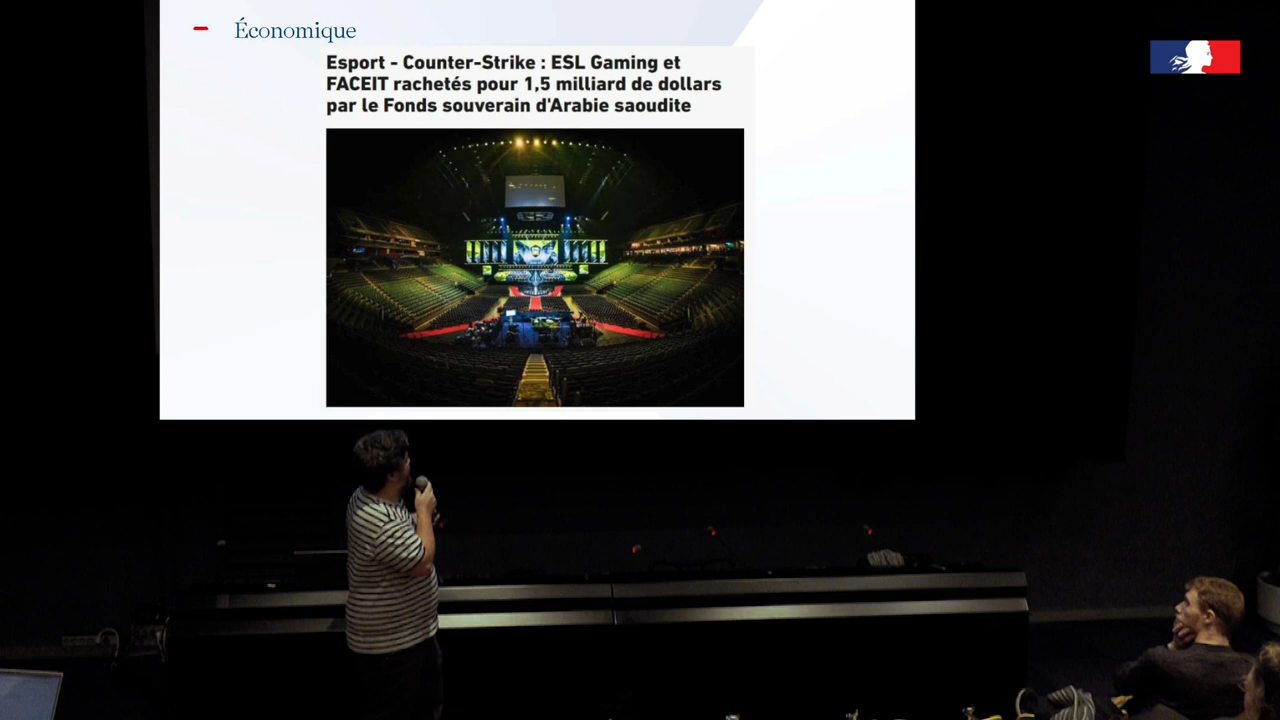 Économique
Esport - Counter-Strike : ESL Gaming et
FACEIT rachetés pour 1,5 milliard de dollars
par le Fonds souverain d'Arabie saoudite